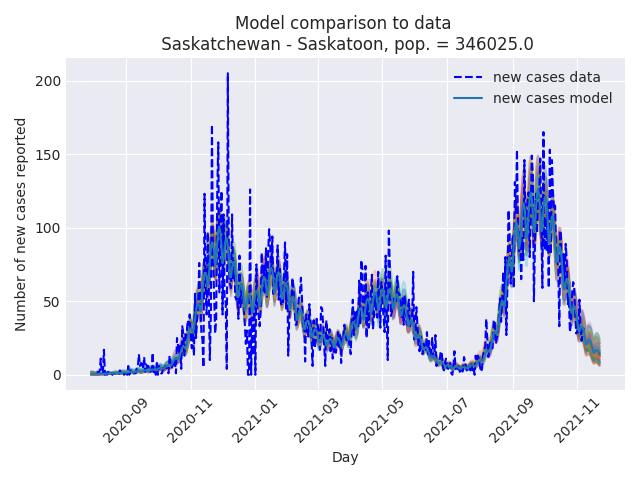 Model comparison to data
Saskatchewan - Saskatoon, pop. = 346025.0
new cases data
new cases model
Number of new cases reported
200
150
100
50
0
2020-09
2020-11
2021-01
2021-03
2021-05
2021-07
2021-09
2021-11
Day